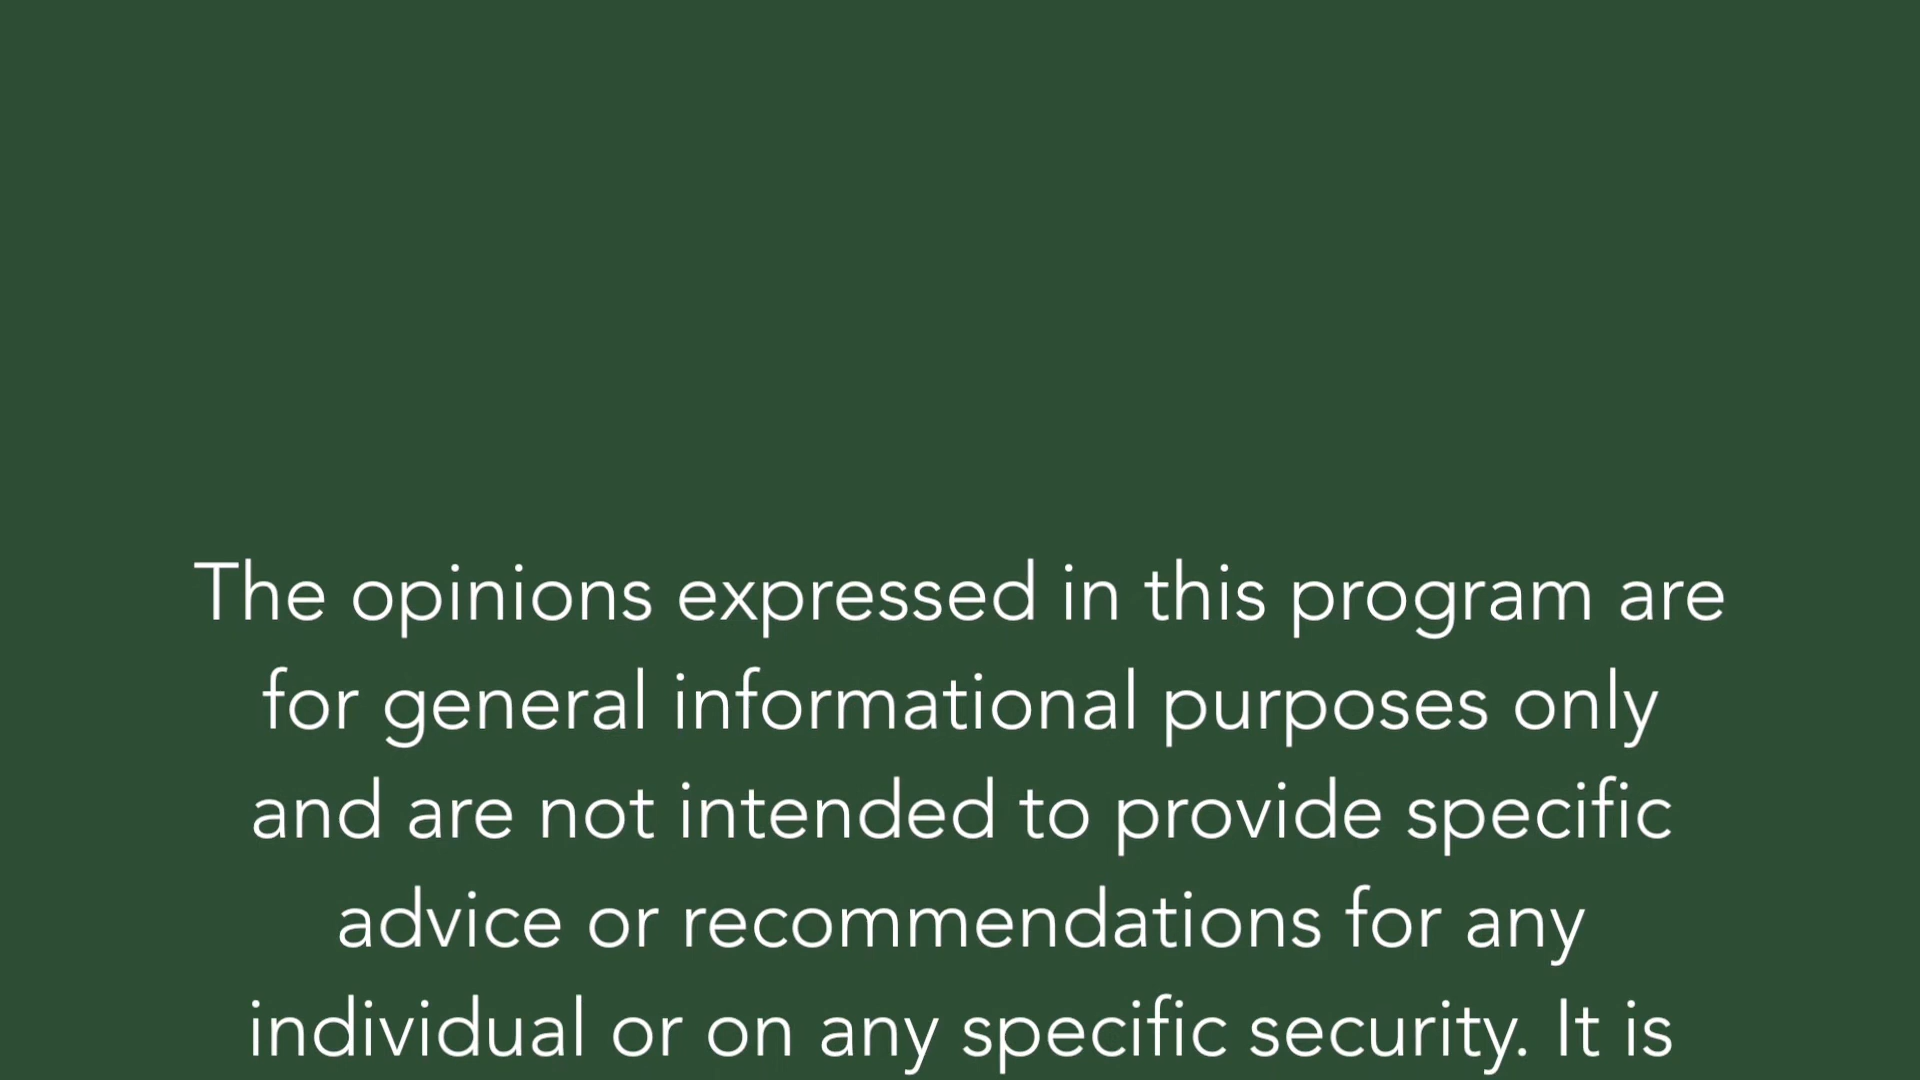 The opinions expressed in this program are
for general informational purposes only
and are not intended to provide specific
advice or recommendations for any
individual or on any specific security. It is